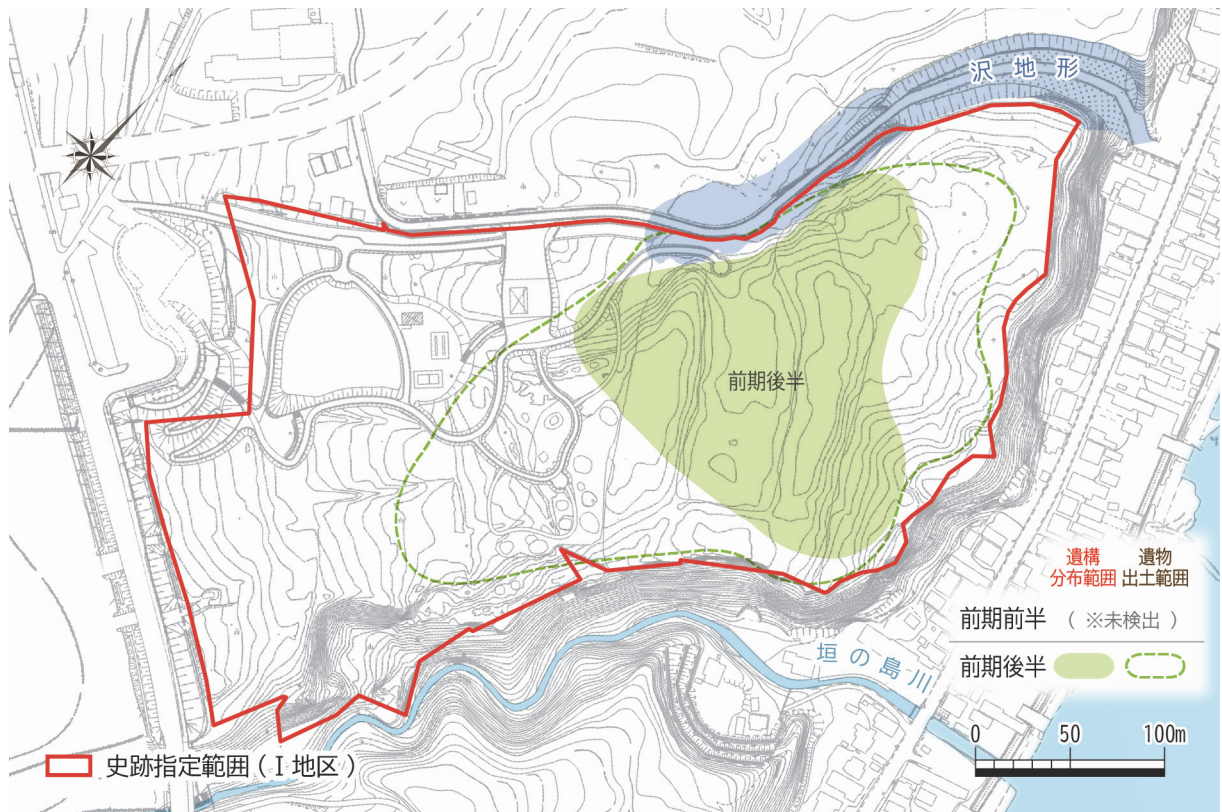 沢地形
前期後半
垣の島川
遺構 遺物
分布範囲 出土範囲
前期前半 （ ※未検出 ）
前期後半
0 50 100m
史跡指定範囲（Ⅰ地区）